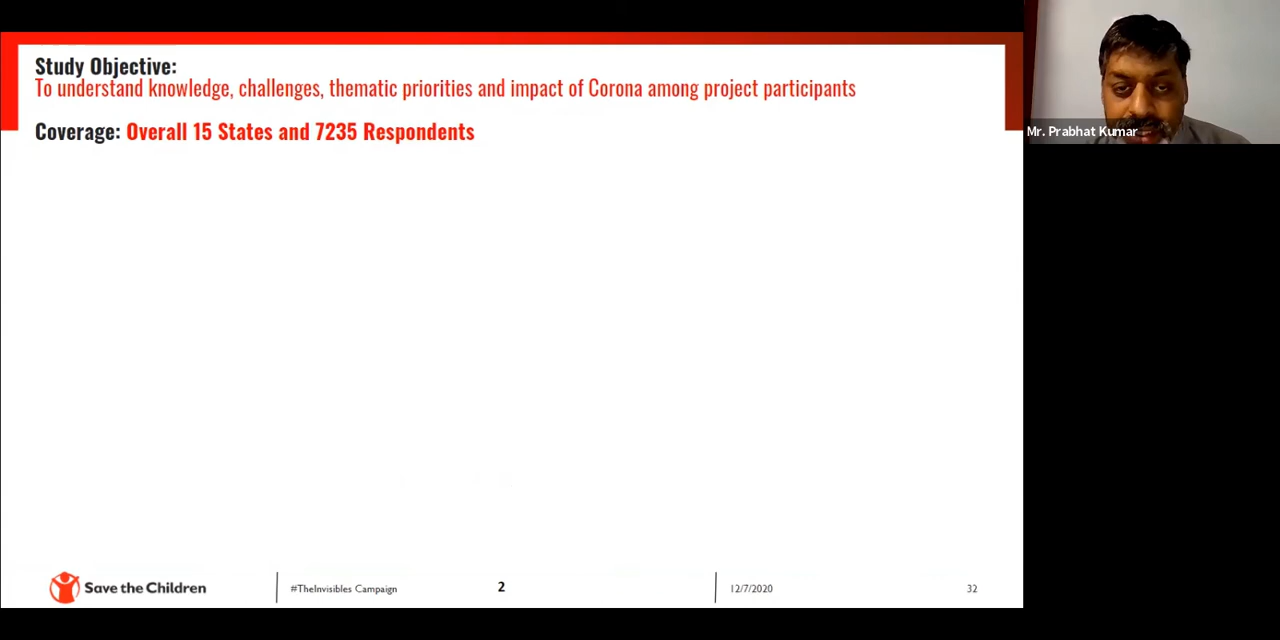 Study Objective:
To understand knowledge, challenges, thematic priorities and impact of Corona among project participants
Coverage: Overall 15 States and 7235 Respondents
Mr. Prabhat Kumar
Save the Children
#TheInvisibles Campaign
2
12/7/2020
32